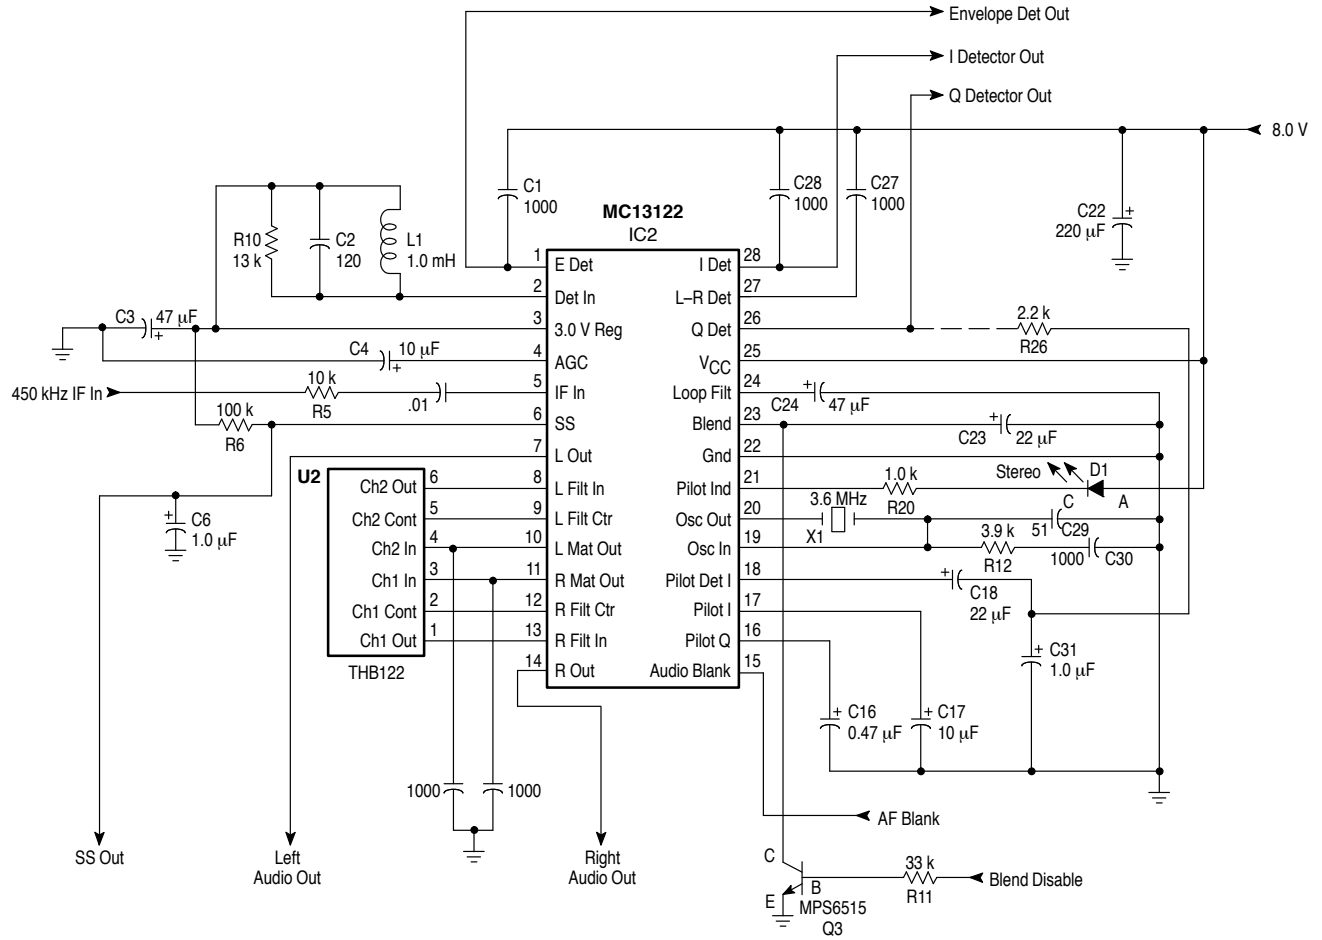 Envelope Det Out
I Detector Out
Q Detector Out
8.0 V
C1
1000
C28
1000
C27
1000
C22
+
220 µF
MC13122
IC2
R10
13 k
C2
120
L1
1.0 mH
C3
47 µF
+
C4
10 µF
+
450 kHz IF In
10 k
R5
.01
100 k
R6
C6
+
1.0 µF
1
E Det
2
Det In
3
3.0 V Reg
4
AGC
5
IF In
6
SS
7
L Out
8
L Filt In
9
L Filt Ctr
10
L Mat Out
11
R Mat Out
12
R Filt Ctr
13
R Filt In
14
R Out
I Det
28
L–R Det
27
Q Det
26
VCC
25
Loop Filt
24
Blend
23
Gnd
22
Pilot Ind
21
Osc Out
20
Osc In
19
Pilot Det I
18
Pilot I
17
Pilot Q
16
Audio Blank
15
U2
Ch2 Out
6
Ch2 Cont
5
Ch2 In
4
Ch1 In
3
Ch1 Cont
2
Ch1 Out
1
THB122
2.2 k
R26
+
C24
47 µF
+
C23
22 µF
1.0 k
R20
Stereo
D1
C
A
3.6 MHz
X1
51
C29
3.9 k
R12
1000
C30
+
C18
22 µF
+
C31
1.0 µF
+
C16
0.47 µF
+
C17
10 µF
1000
1000
AF Blank
SS Out
Left
Audio Out
Right
Audio Out
C
B
E
MPS6515
Q3
33 k
R11
Blend Disable